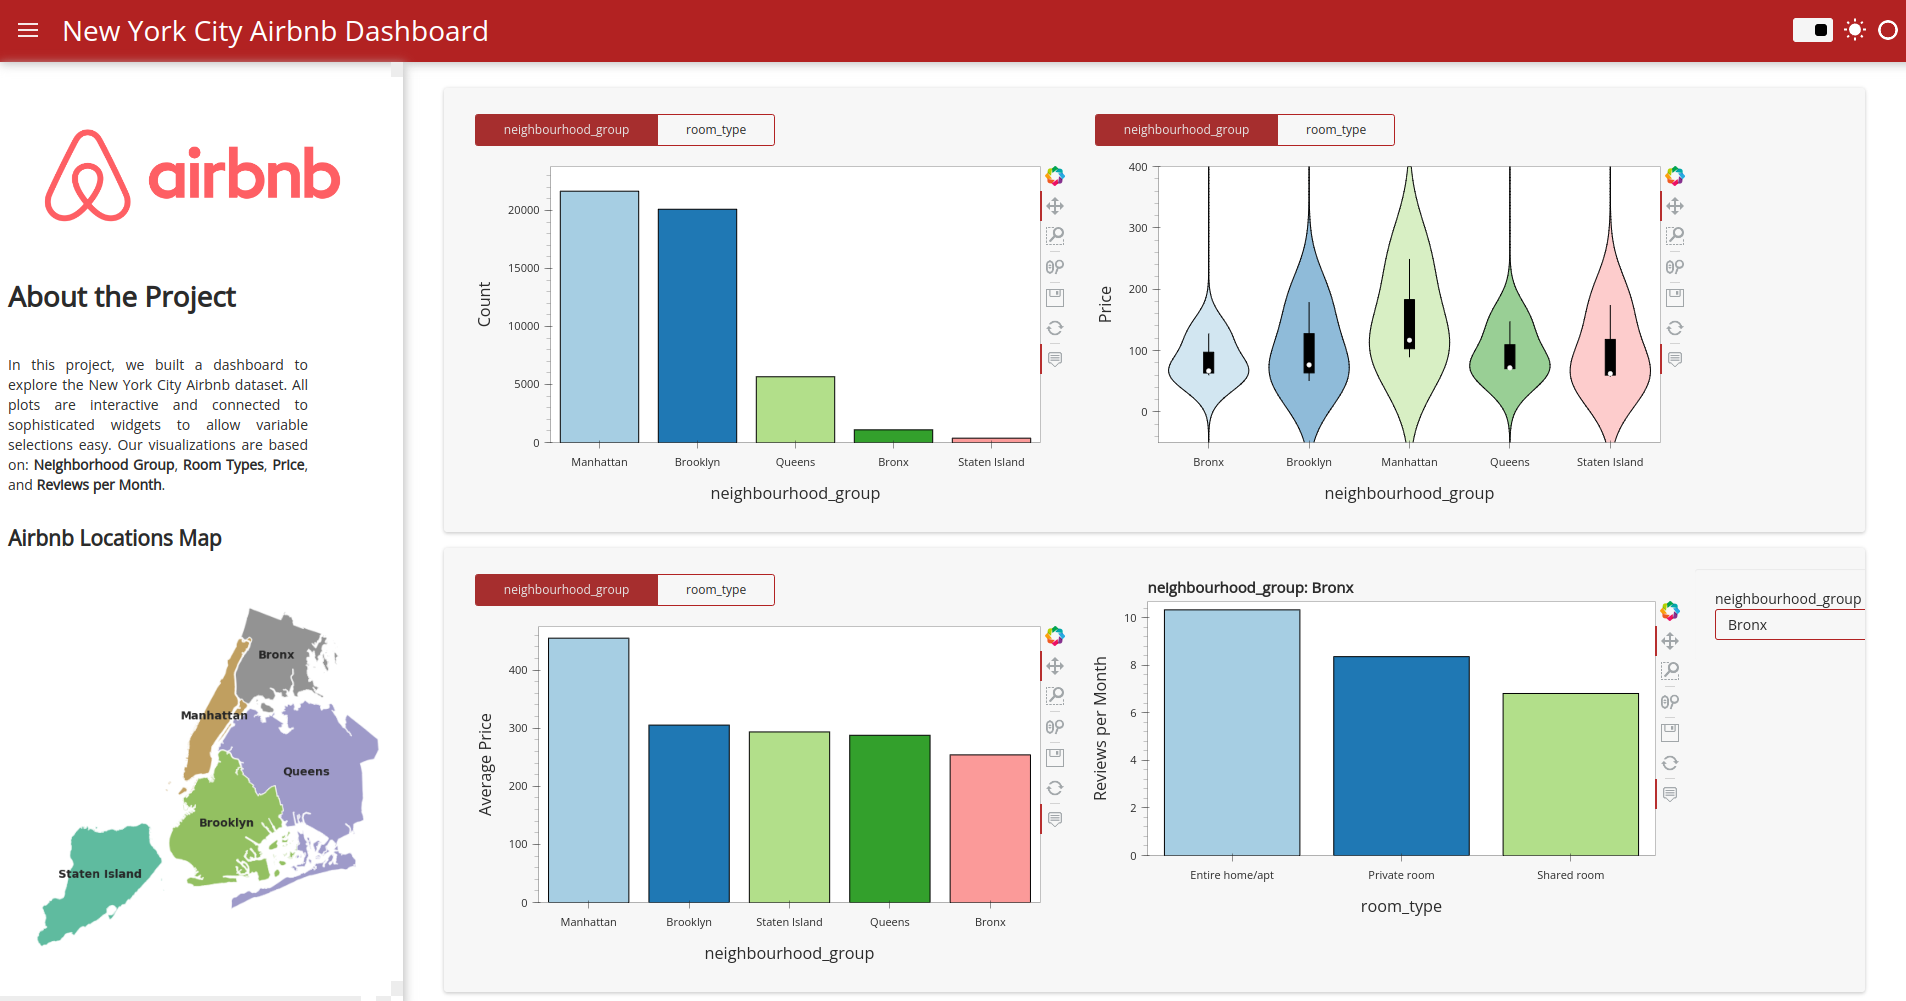 New York City Airbnb Dashboard
airbnb
About the Project
In this project, we built a dashboard to
explore the New York City Airbnb dataset. All
plots are interactive and connected to
sophisticated widgets to allow variable
selections easy. Our visualizations are based
on: Neighborhood Group, Room Types, Price,
and Reviews per Month.
Airbnb Locations Map
Bronx
Manhattan
Queens
Brooklyn
Staten Island
neighbourhood_group room_type
Count
20000
15000
10000
5000
0
Manhattan Brooklyn Queens Bronx Staten Island
neighbourhood_group
neighbourhood_group room_type
Price
400
300
200
100
0
Bronx Brooklyn Manhattan Queens Staten Island
neighbourhood_group
neighbourhood_group room_type
Average Price
400
300
200
100
0
Manhattan Brooklyn Staten Island Queens Bronx
neighbourhood_group
neighbourhood_group: Bronx
Reviews per Month
10
8
6
4
2
0
Entire home/apt Private room Shared room
room_type
neighbourhood_group
Bronx